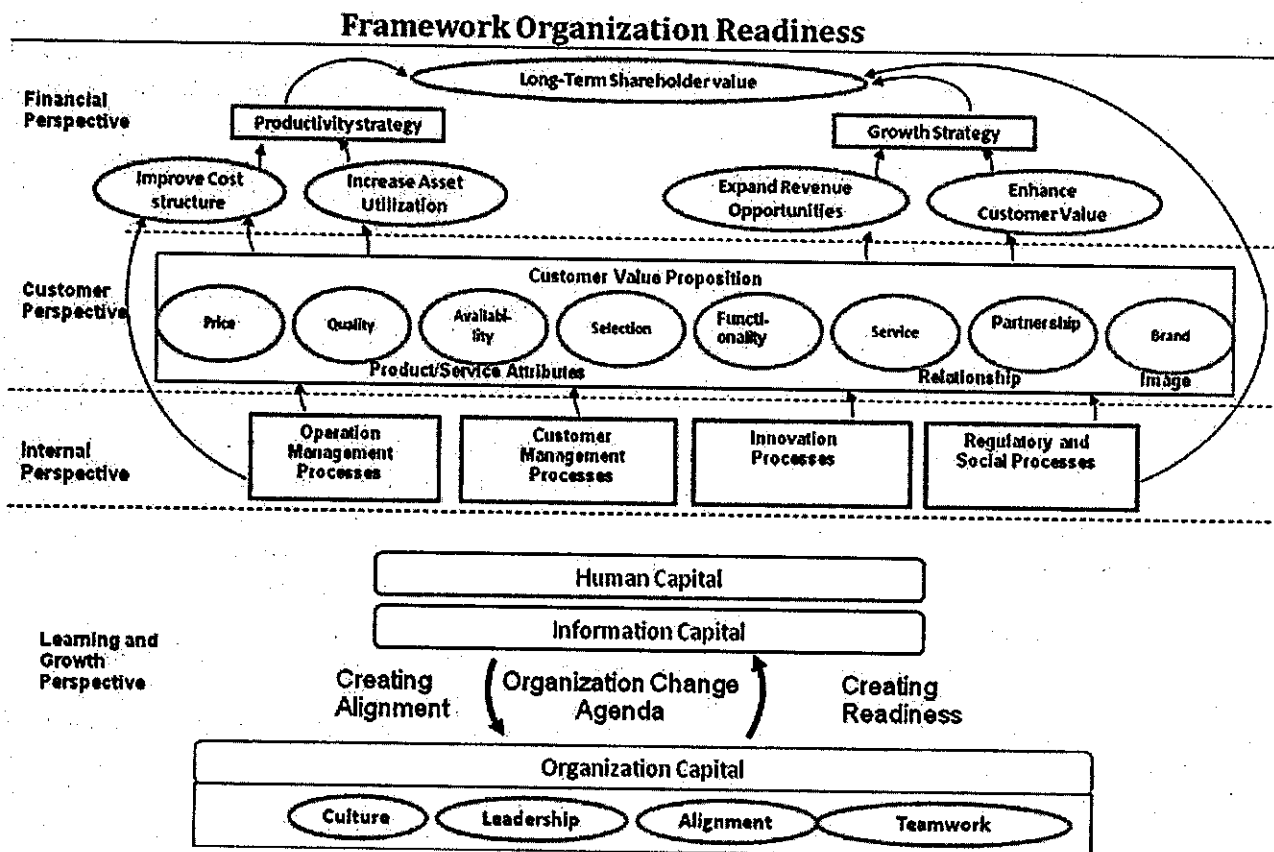 Framework Organization Readiness
Long-Term Shareholder value
Financial
Perspective
Productivity strategy
Growth Strategy
Improve Cost
structure
Increase Asset
Utilization
Expand Revenue
Opportunities
Enhance
Customer Value
Customer
Perspective
Customer Value Proposition
Price
Quality
Availabi-
lity
Selection
Functi-
onality
Service
Partnership
Brand
Product/Service Attributes
Relationship
Image
Internal
Perspective
Operation
Management
Processes
Customer
Management
Processes
Innovation
Processes
Regulatory and
Social Processes
Human Capital
Information Capital
Learning and
Growth
Perspective
Creating
Alignment
Organization Change
Agenda
Creating
Readiness
Organization Capital
Culture
Leadership
Alignment
Teamwork